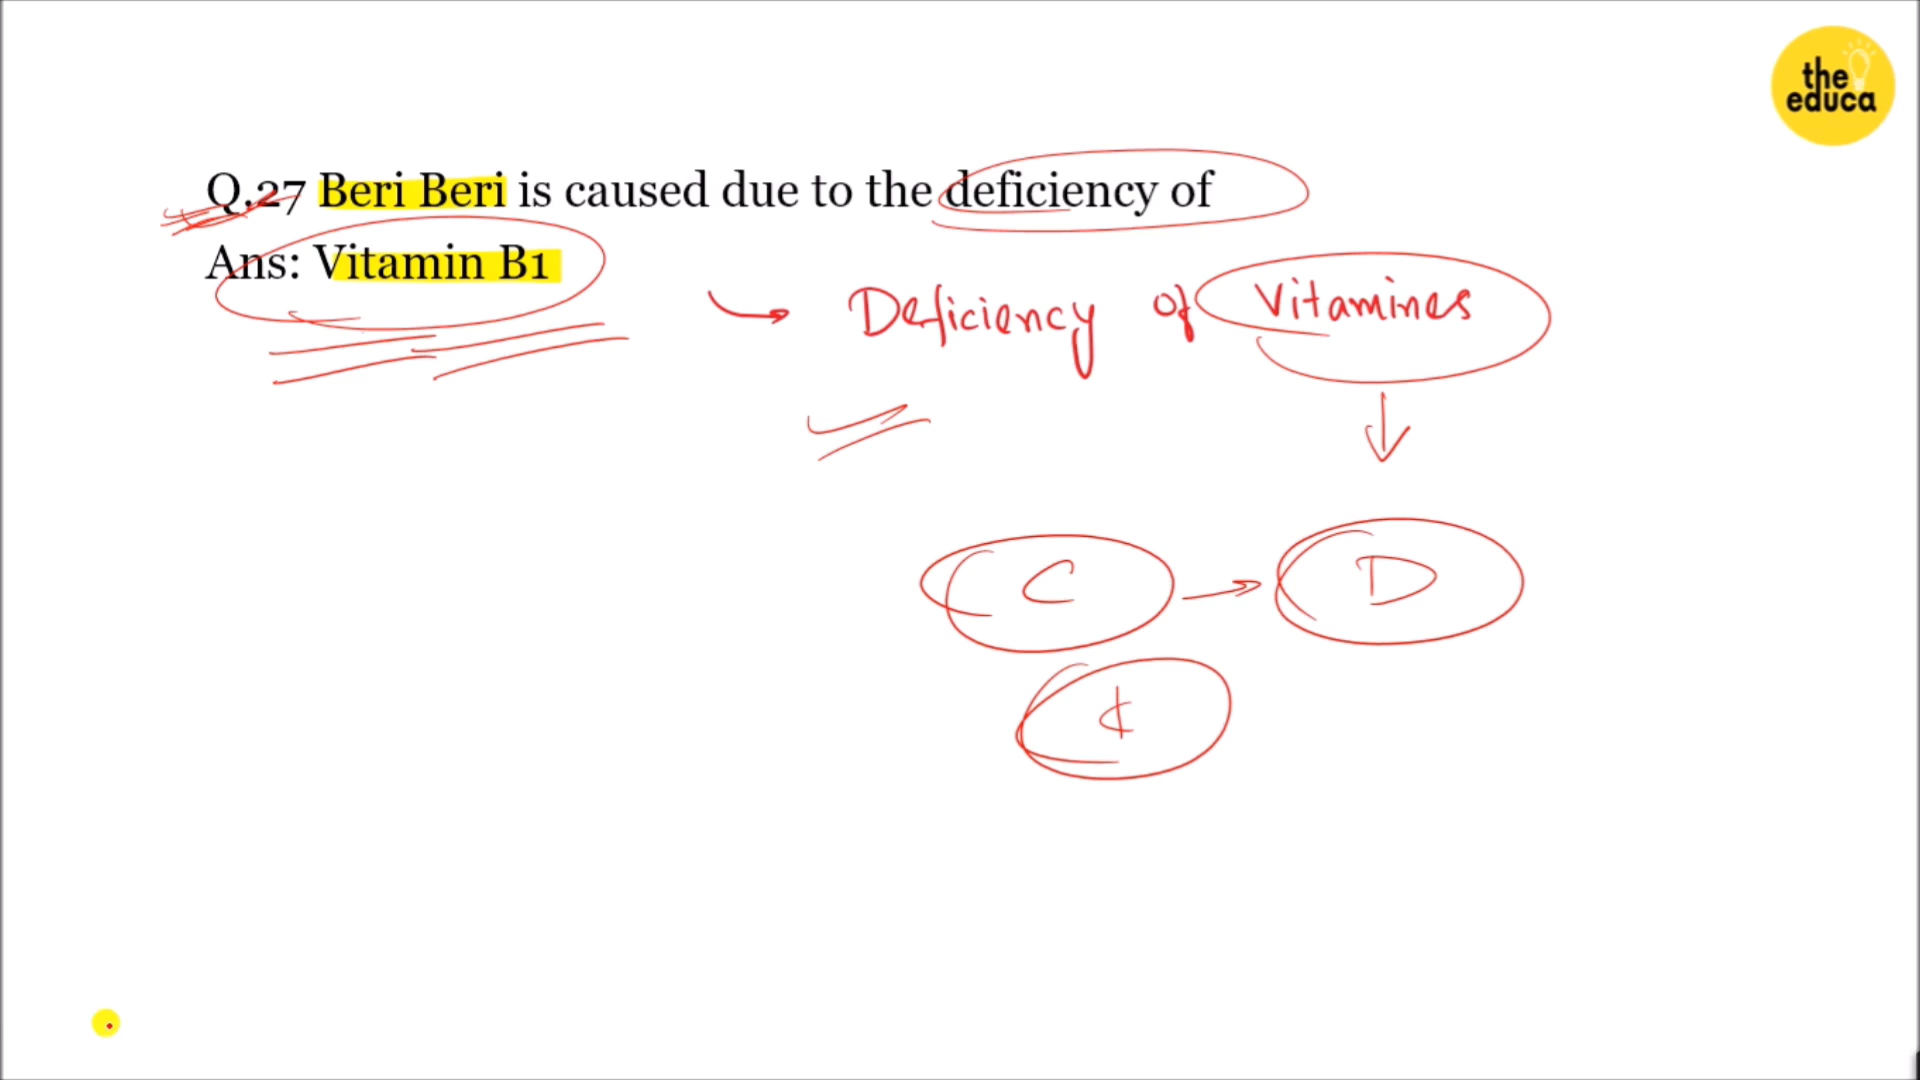 the
educa
Q.27 Beri Beri is caused due to the deficiency of
Ans: Vitamin B1
Deficiency of Vitamines
C D